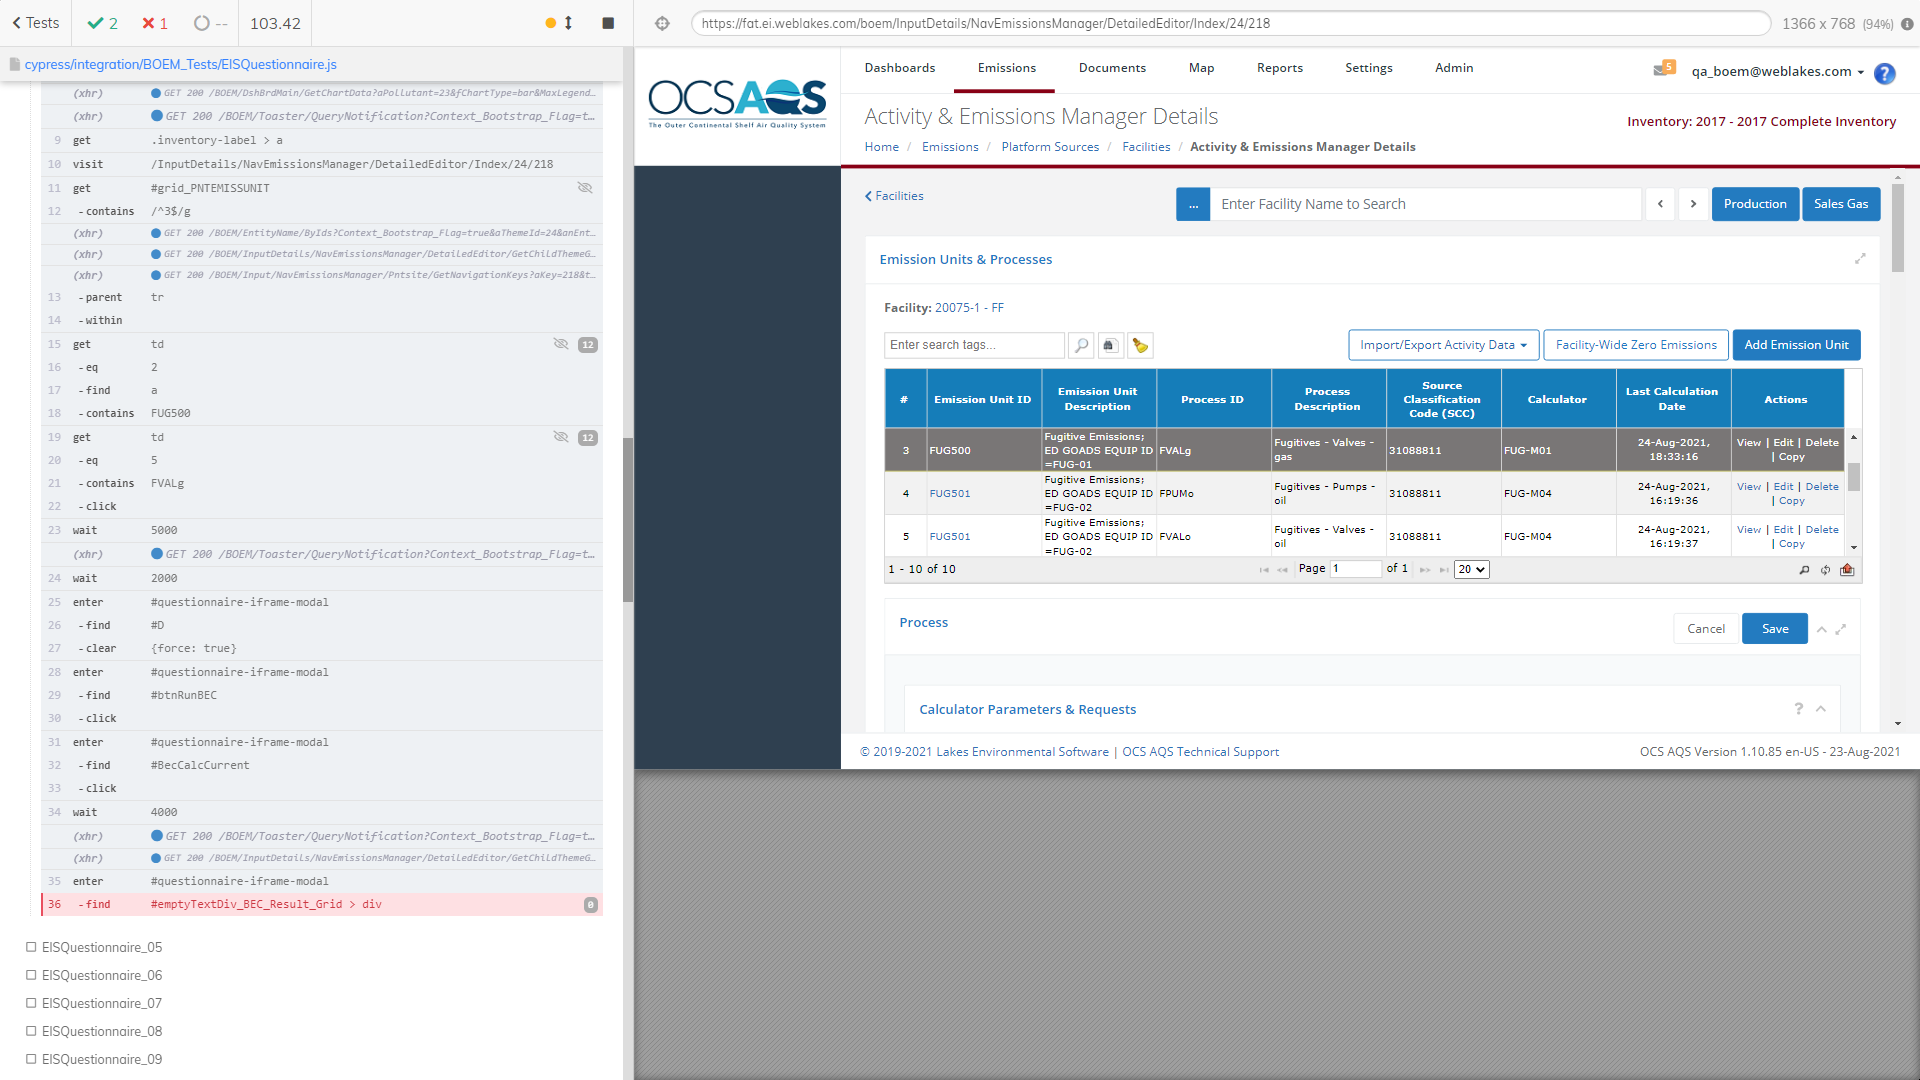 Tests
2
1
--
103.42
https://fat.ei.weblakes.com/boem/InputDetails/NavEmissionsManager/DetailedEditor/Index/24/218
1366 x 768 (94%)
cypress/integration/BOEM_Tests/EISQuestionnaire.js
(xhr) GET 200 /BOEM/DshBrdMain/GetChartData?aPollutant=23&fChartType=bar&MaxLegend...
(xhr) GET 200 /BOEM/Toaster/QueryNotification?Context_Bootstrap_Flag=t...
9 get .inventory-label > a
10 visit /InputDetails/NavEmissionsManager/DetailedEditor/Index/24/218
11 get #grid_PNTEMISSUNIT
12 -contains /^3$/g
(xhr) GET 200 /BOEM/EntityName/ByIds?Context_Bootstrap_Flag=true&aThemeId=24&anEnt...
(xhr) GET 200 /BOEM/InputDetails/NavEmissionsManager/DetailedEditor/GetChildThemeG...
(xhr) GET 200 /BOEM/Input/NavEmissionsManager/Pntsite/GetNavigationKeys?aKey=218&t...
13 -parent tr
14 -within
15 get td 12
16 -eq 2
17 -find a
18 -contains FUG500
19 get td 12
20 -eq 5
21 -contains FVALg
22 -click
23 wait 5000
(xhr) GET 200 /BOEM/Toaster/QueryNotification?Context_Bootstrap_Flag=t...
24 wait 2000
25 enter #questionnaire-iframe-modal
26 -find #D
27 -clear {force: true}
28 enter #questionnaire-iframe-modal
29 -find #btnRunBEC
30 -click
31 enter #questionnaire-iframe-modal
32 -find #BecCalcCurrent
33 -click
34 wait 4000
(xhr) GET 200 /BOEM/Toaster/QueryNotification?Context_Bootstrap_Flag=t...
(xhr) GET 200 /BOEM/InputDetails/NavEmissionsManager/DetailedEditor/GetChildThemeG...
35 enter #questionnaire-iframe-modal
36 -find #emptyTextDiv_BEC_Result_Grid > div 0
EISQuestionnaire_05
EISQuestionnaire_06
EISQuestionnaire_07
EISQuestionnaire_08
EISQuestionnaire_09
OCSAQS
The Outer Continental Shelf Air Quality System
Dashboards Emissions Documents Map Reports Settings Admin
5
qa_boem@weblakes.com
?
Activity & Emissions Manager Details
Inventory: 2017 - 2017 Complete Inventory
Home / Emissions / Platform Sources / Facilities / Activity & Emissions Manager Details
Facilities
... Enter Facility Name to Search Production Sales Gas
Emission Units & Processes
Facility: 20075-1 - FF
Enter search tags... Import/Export Activity Data Facility-Wide Zero Emissions Add Emission Unit
# Emission Unit ID Emission Unit Description Process ID Process Description Source Classification Code (SCC) Calculator Last Calculation Date Actions
3 FUG500 Fugitive Emissions; ED GOADS EQUIP ID =FUG-01 FVALg Fugitives - Valves - gas 31088811 FUG-M01 24-Aug-2021, 18:33:16 View | Edit | Delete | Copy
4 FUG501 Fugitive Emissions; ED GOADS EQUIP ID =FUG-02 FPUMo Fugitives - Pumps - oil 31088811 FUG-M04 24-Aug-2021, 16:19:36 View | Edit | Delete | Copy
5 FUG501 Fugitive Emissions; ED GOADS EQUIP ID =FUG-02 FVALo Fugitives - Valves - oil 31088811 FUG-M04 24-Aug-2021, 16:19:37 View | Edit | Delete | Copy
1 - 10 of 10 Page 1 of 1 20
Process
Cancel Save
Calculator Parameters & Requests
?
© 2019-2021 Lakes Environmental Software | OCS AQS Technical Support
OCS AQS Version 1.10.85 en-US - 23-Aug-2021